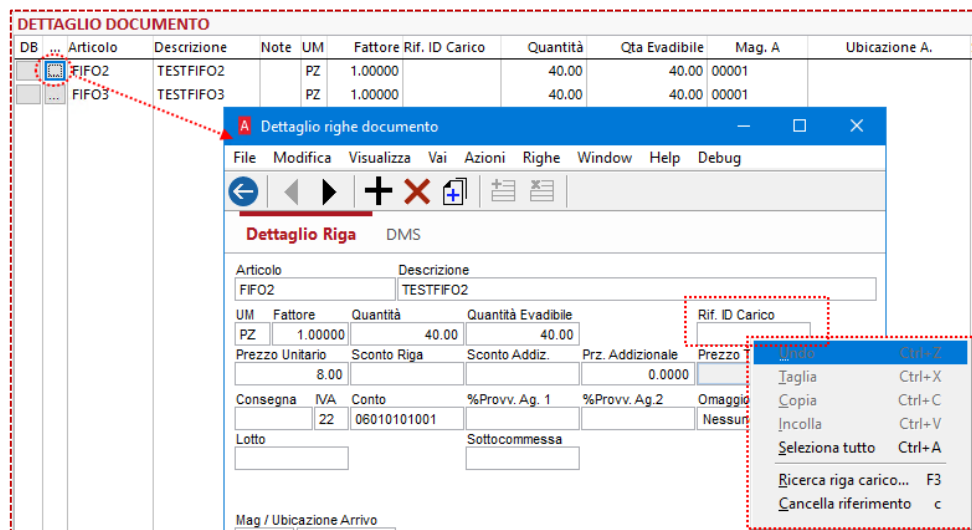 DETTAGLIO DOCUMENTO
DB ... Articolo Descrizione Note UM Fattore Rif. ID Carico Quantità Qta Evadibile Mag. A Ubicazione A.
... FIFO2 TESTFIFO2 PZ 1.00000 40.00 40.00 00001
... FIFO3 TESTFIFO3 PZ 1.00000 40.00 40.00 00001
A Dettaglio righe documento
File Modifica Visualizza Vai Azioni Righe Window Help Debug
Dettaglio Riga DMS
Articolo Descrizione
FIFO2 TESTFIFO2
UM Fattore Quantità Quantità Evadibile Rif. ID Carico
PZ 1.00000 40.00 40.00
Prezzo Unitario Sconto Riga Sconto Addiz. Prz. Addizionale Prezzo T
8.00 0.0000
Consegna IVA Conto %Provv. Ag. 1 %Provv. Ag.2 Omaggio
22 06010101001 Nessun
Lotto Sottocommessa
Mag / Ubicazione Arrivo
Undo Ctrl+Z
Taglia Ctrl+X
Copia Ctrl+C
Incolla Ctrl+V
Seleziona tutto Ctrl+A
Ricerca riga carico... F3
Cancella riferimento c